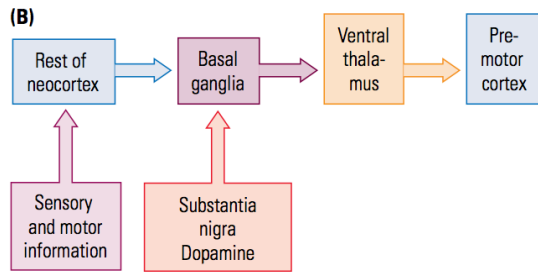 (B)
Rest of
neocortex
Basal
ganglia
Ventral
thala-
mus
Pre-
motor
cortex
Sensory
and motor
information
Substantia
nigra
Dopamine